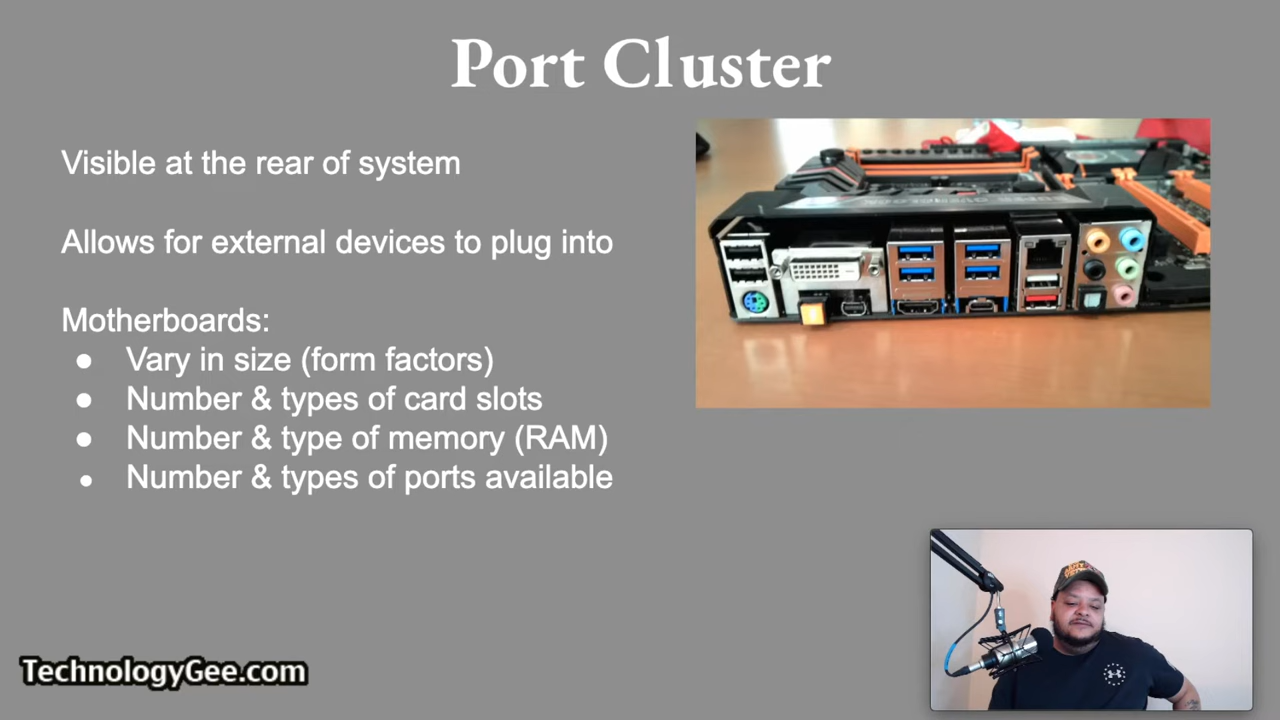 Port Cluster
Visible at the rear of system
Allows for external devices to plug into
Motherboards:
● Vary in size (form factors)
● Number & types of card slots
● Number & type of memory (RAM)
● Number & types of ports available
TechnologyGee.com